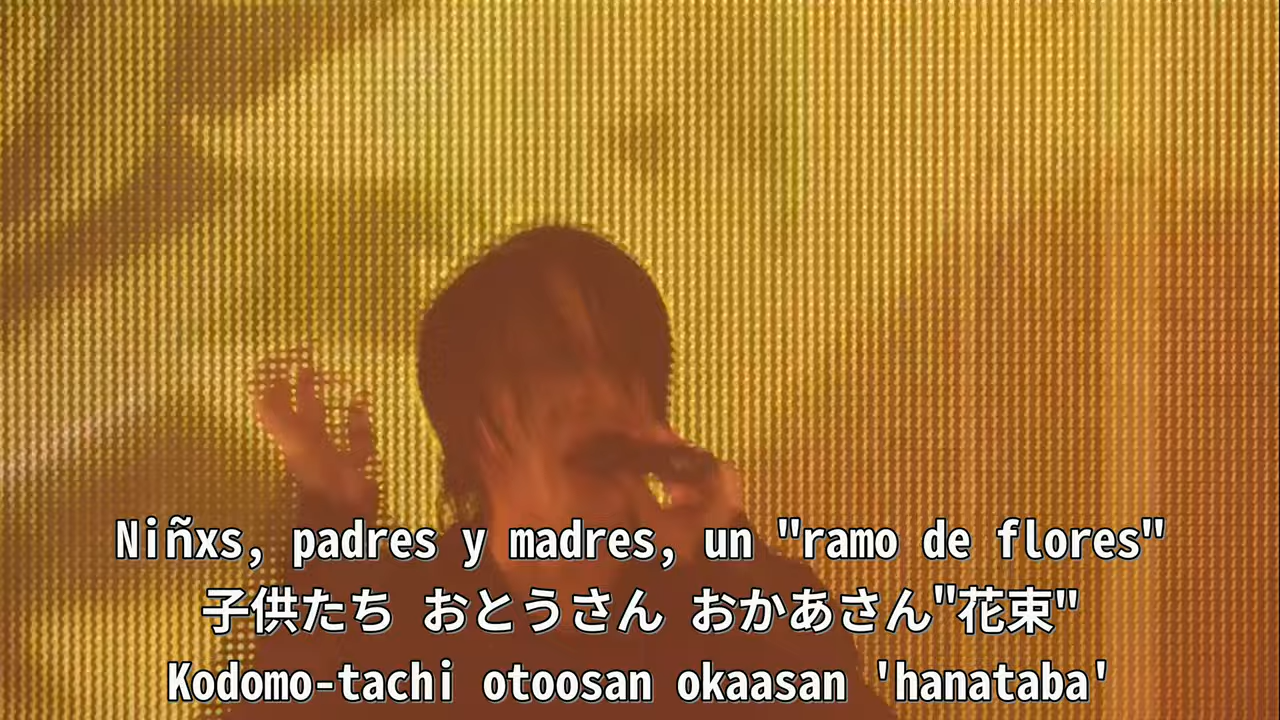 Niñxs, padres y madres, un "ramo de flores"
子供たち おとうさん おかあさん"花束"
Kodomo-tachi otoosan okaasan 'hanataba'